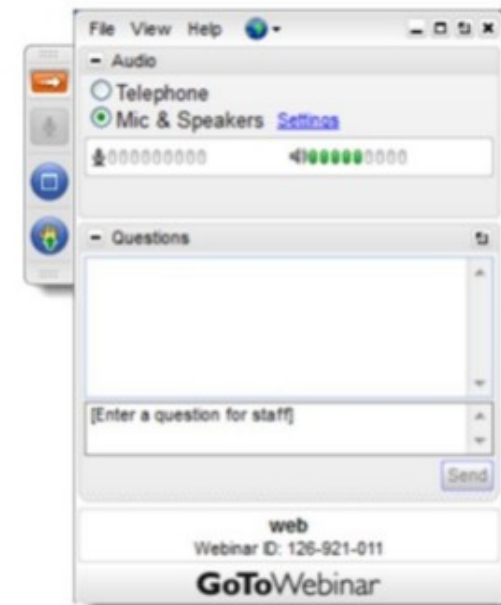 File View Help
- Audio
Telephone
Mic & Speakers Settings
- Questions
[Enter a question for staff]
Send
web
Webinar ID: 126-921-011
GoToWebinar